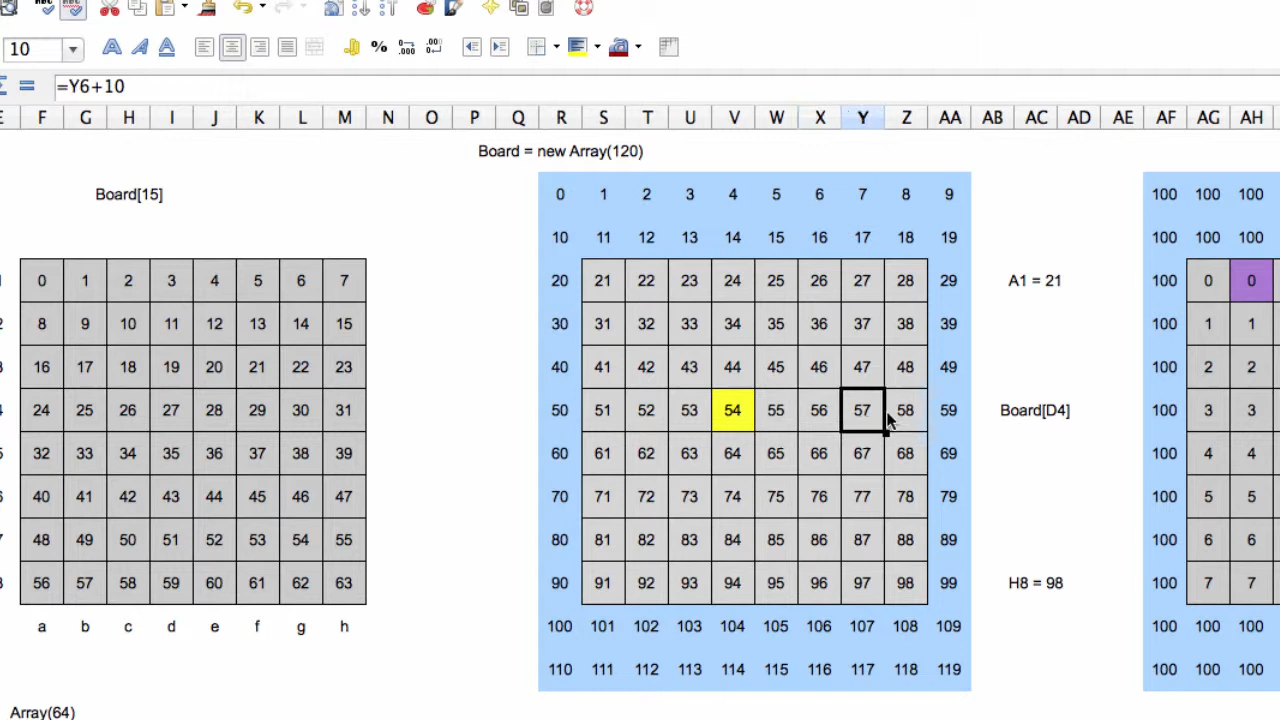 10 %
=Y6+10
E F G H I J K L M N O P Q R S T U V W X Y Z AA AB AC AD AE AF AG AH
Board = new Array(120)
Board[15] 0 1 2 3 4 5 6 7 8 9 100 100 100
10 11 12 13 14 15 16 17 18 19 100 100 100
1 0 1 2 3 4 5 6 7 20 21 22 23 24 25 26 27 28 29 A1 = 21 100 0 0
2 8 9 10 11 12 13 14 15 30 31 32 33 34 35 36 37 38 39 100 1 1
3 16 17 18 19 20 21 22 23 40 41 42 43 44 45 46 47 48 49 100 2 2
4 24 25 26 27 28 29 30 31 50 51 52 53 54 55 56 57 58 59 Board[D4] 100 3 3
5 32 33 34 35 36 37 38 39 60 61 62 63 64 65 66 67 68 69 100 4 4
6 40 41 42 43 44 45 46 47 70 71 72 73 74 75 76 77 78 79 100 5 5
7 48 49 50 51 52 53 54 55 80 81 82 83 84 85 86 87 88 89 100 6 6
8 56 57 58 59 60 61 62 63 90 91 92 93 94 95 96 97 98 99 H8 = 98 100 7 7
a b c d e f g h 100 101 102 103 104 105 106 107 108 109 100 100 100
110 111 112 113 114 115 116 117 118 119 100 100 100
Array(64)